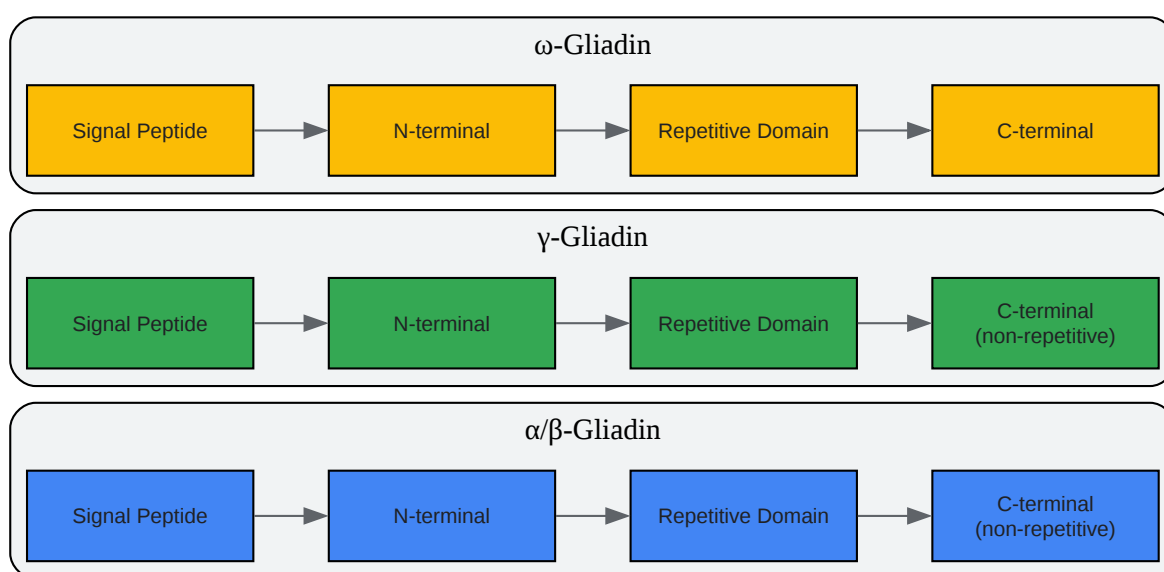 ω-Gliadin
Signal Peptide
N-terminal
Repetitive Domain
C-terminal
γ-Gliadin
Signal Peptide
N-terminal
Repetitive Domain
C-terminal
(non-repetitive)
α/β-Gliadin
Signal Peptide
N-terminal
Repetitive Domain
C-terminal
(non-repetitive)